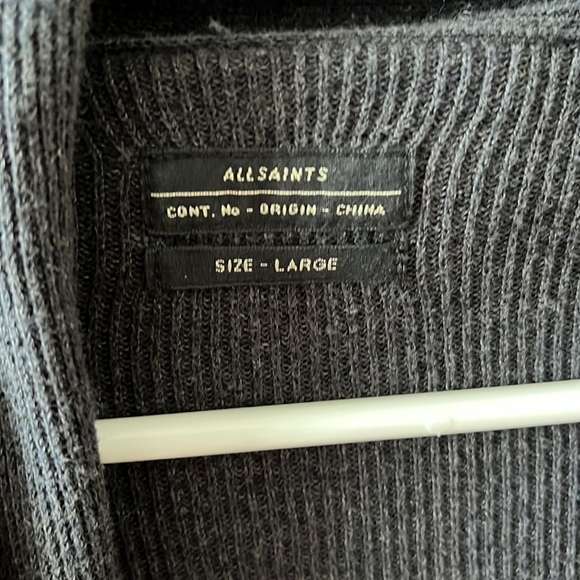 ALLSAINTS
CONT. No - ORIGIN - CHINA
SIZE - LARGE